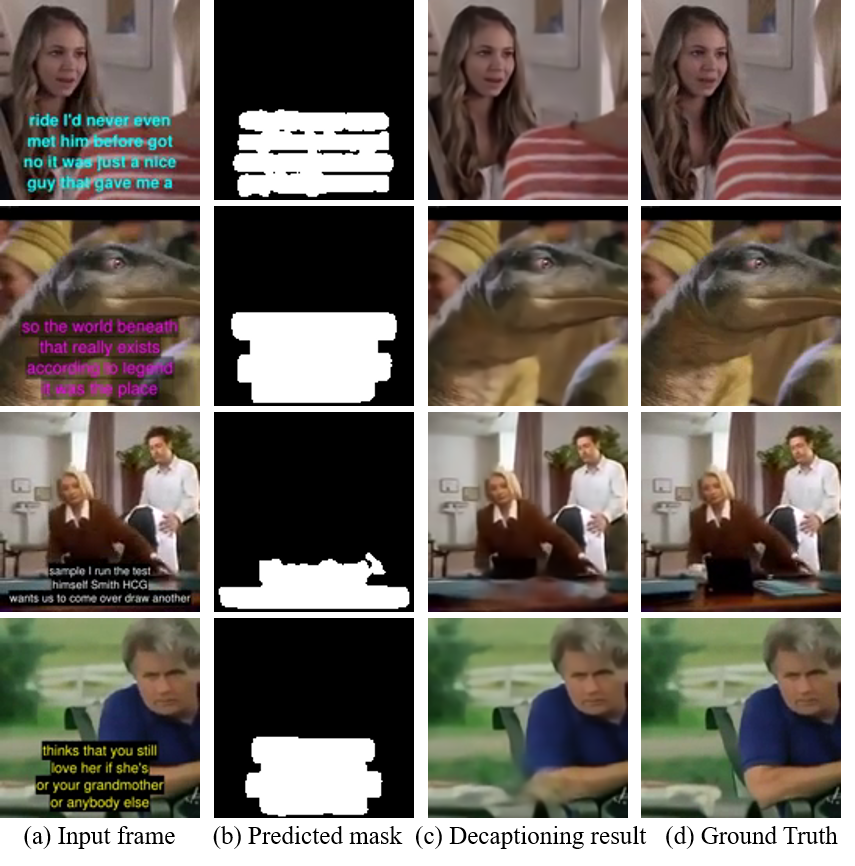 ride I'd never even
met him before got
no it was just a nice
guy that gave me a
so the world beneath
that really exists
according to legend
it was the place
sample I run the test
himself Smith HCG
wants us to come over draw another
thinks that you still
love her if she's
or your grandmother
or anybody else
(a) Input frame (b) Predicted mask (c) Decaptioning result (d) Ground Truth